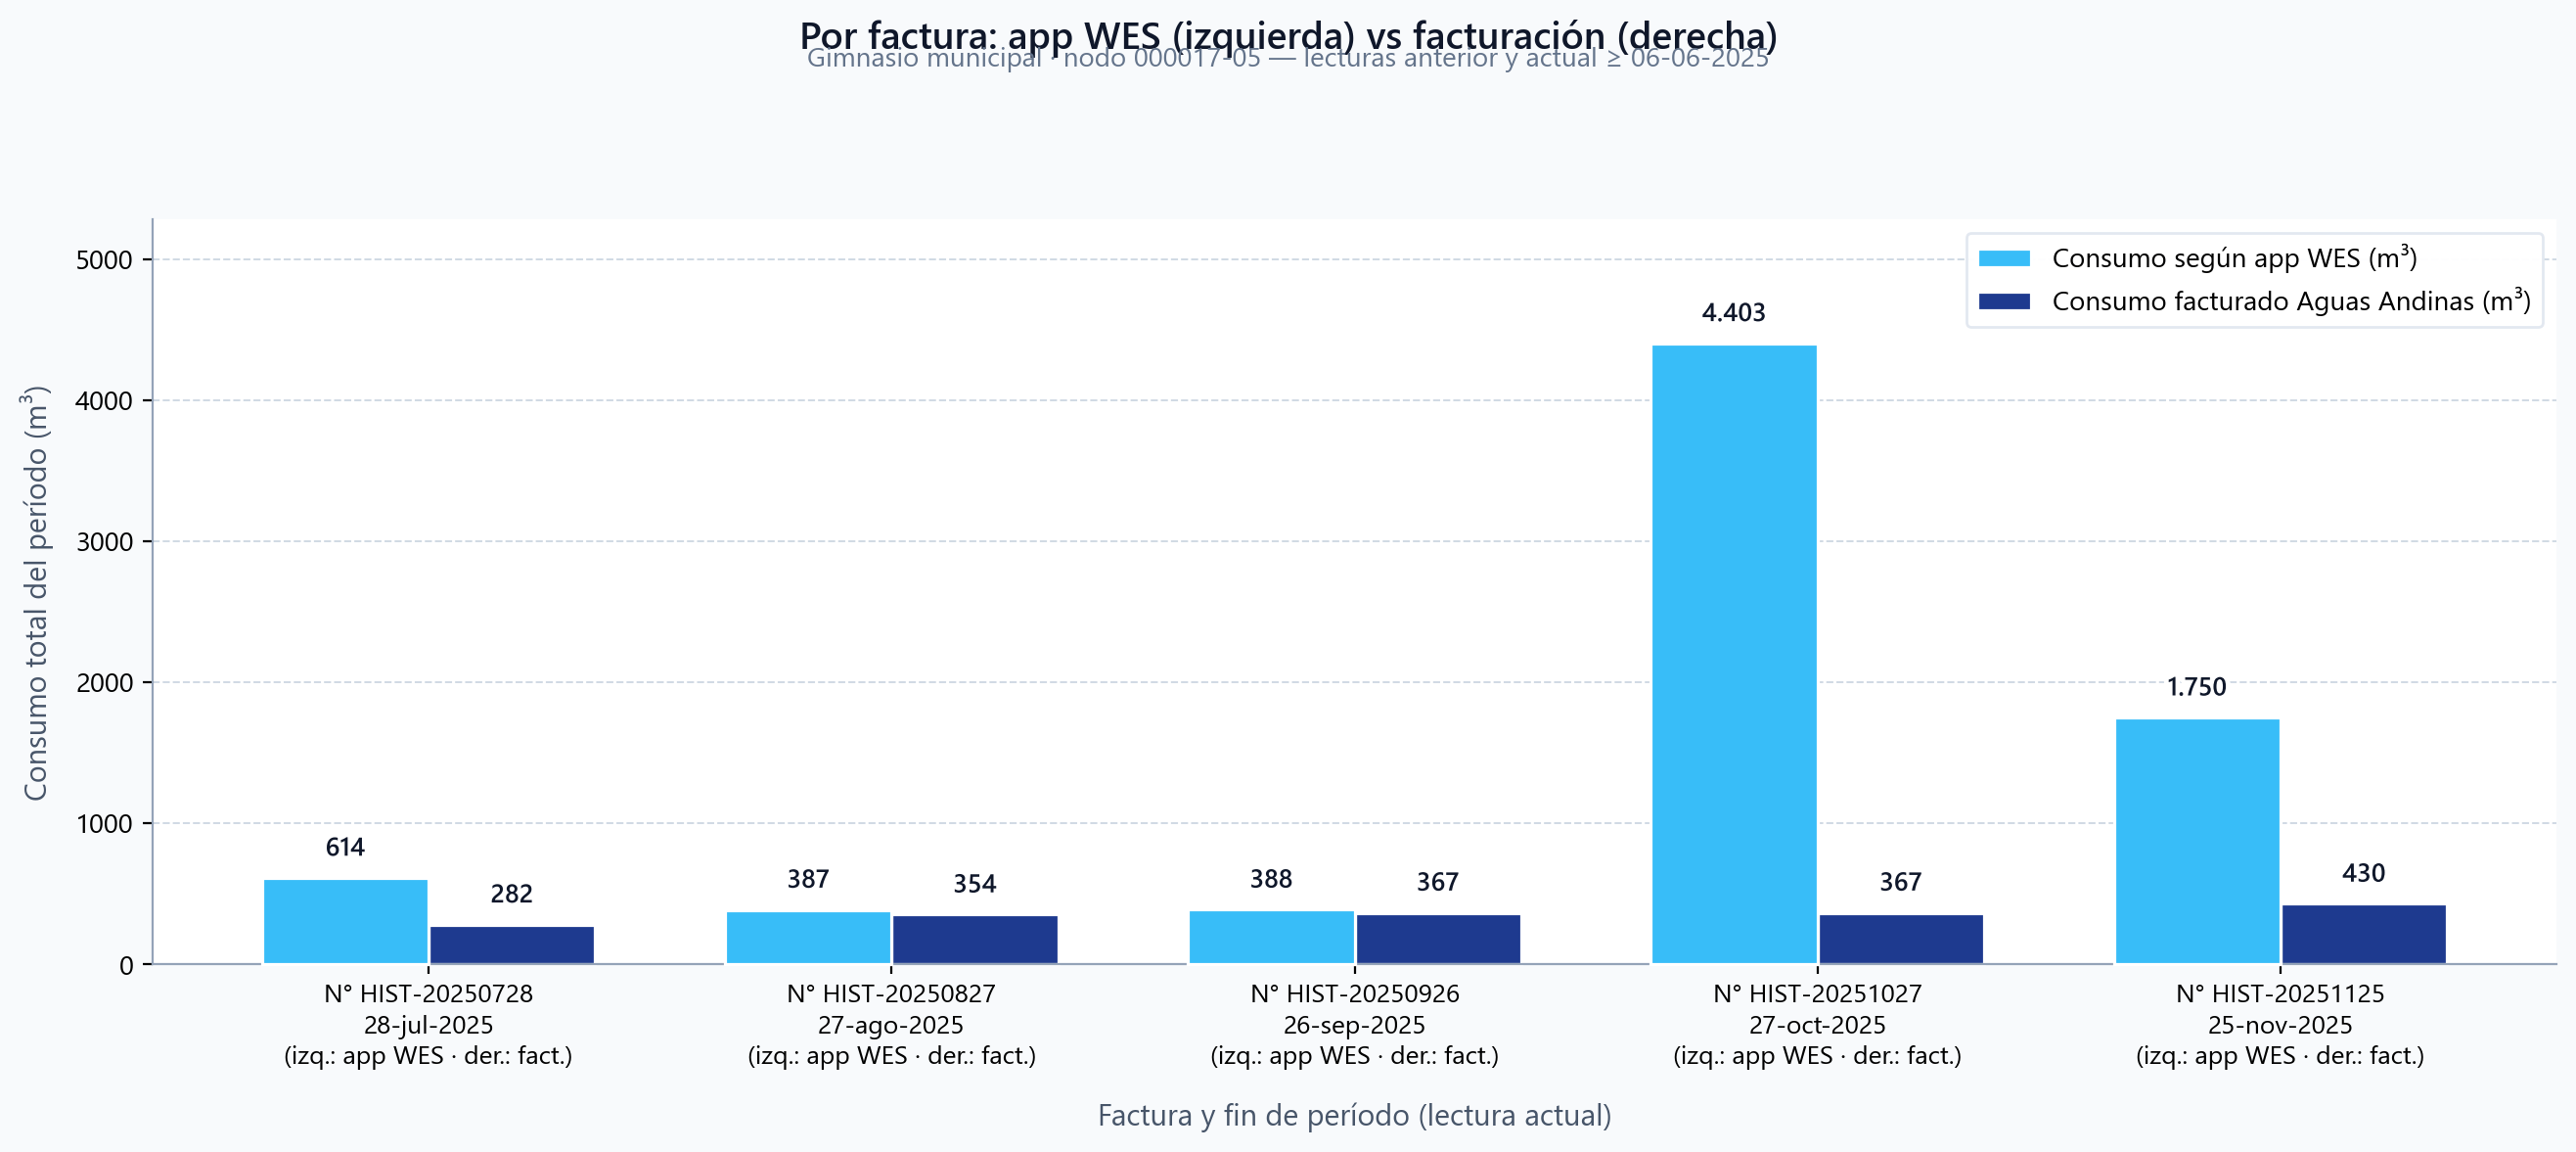 Por factura: app WES (izquierda) vs facturación (derecha)
Gimnasio municipal · nodo 000017-05 — lecturas anterior y actual ≥ 06-06-2025
Consumo según app WES (m³)
Consumo facturado Aguas Andinas (m³)
Consumo total del período (m³)
5000
4000
3000
2000
1000
0
614
282
387
354
388
367
4.403
367
1.750
430
N° HIST-20250728
28-jul-2025
(izq.: app WES · der.: fact.)
N° HIST-20250827
27-ago-2025
(izq.: app WES · der.: fact.)
N° HIST-20250926
26-sep-2025
(izq.: app WES · der.: fact.)
N° HIST-20251027
27-oct-2025
(izq.: app WES · der.: fact.)
N° HIST-20251125
25-nov-2025
(izq.: app WES · der.: fact.)
Factura y fin de período (lectura actual)